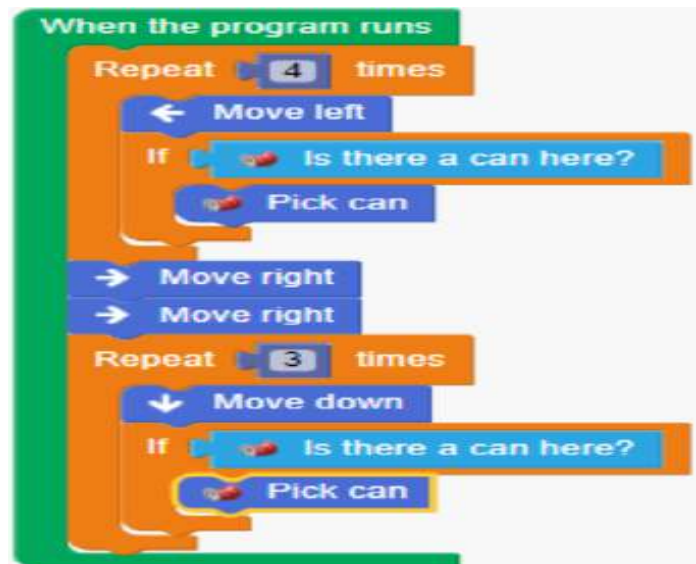 When the program runs
Repeat 4 times
Move left
If Is there a can here?
Pick can
Move right
Move right
Repeat 3 times
Move down
If Is there a can here?
Pick can